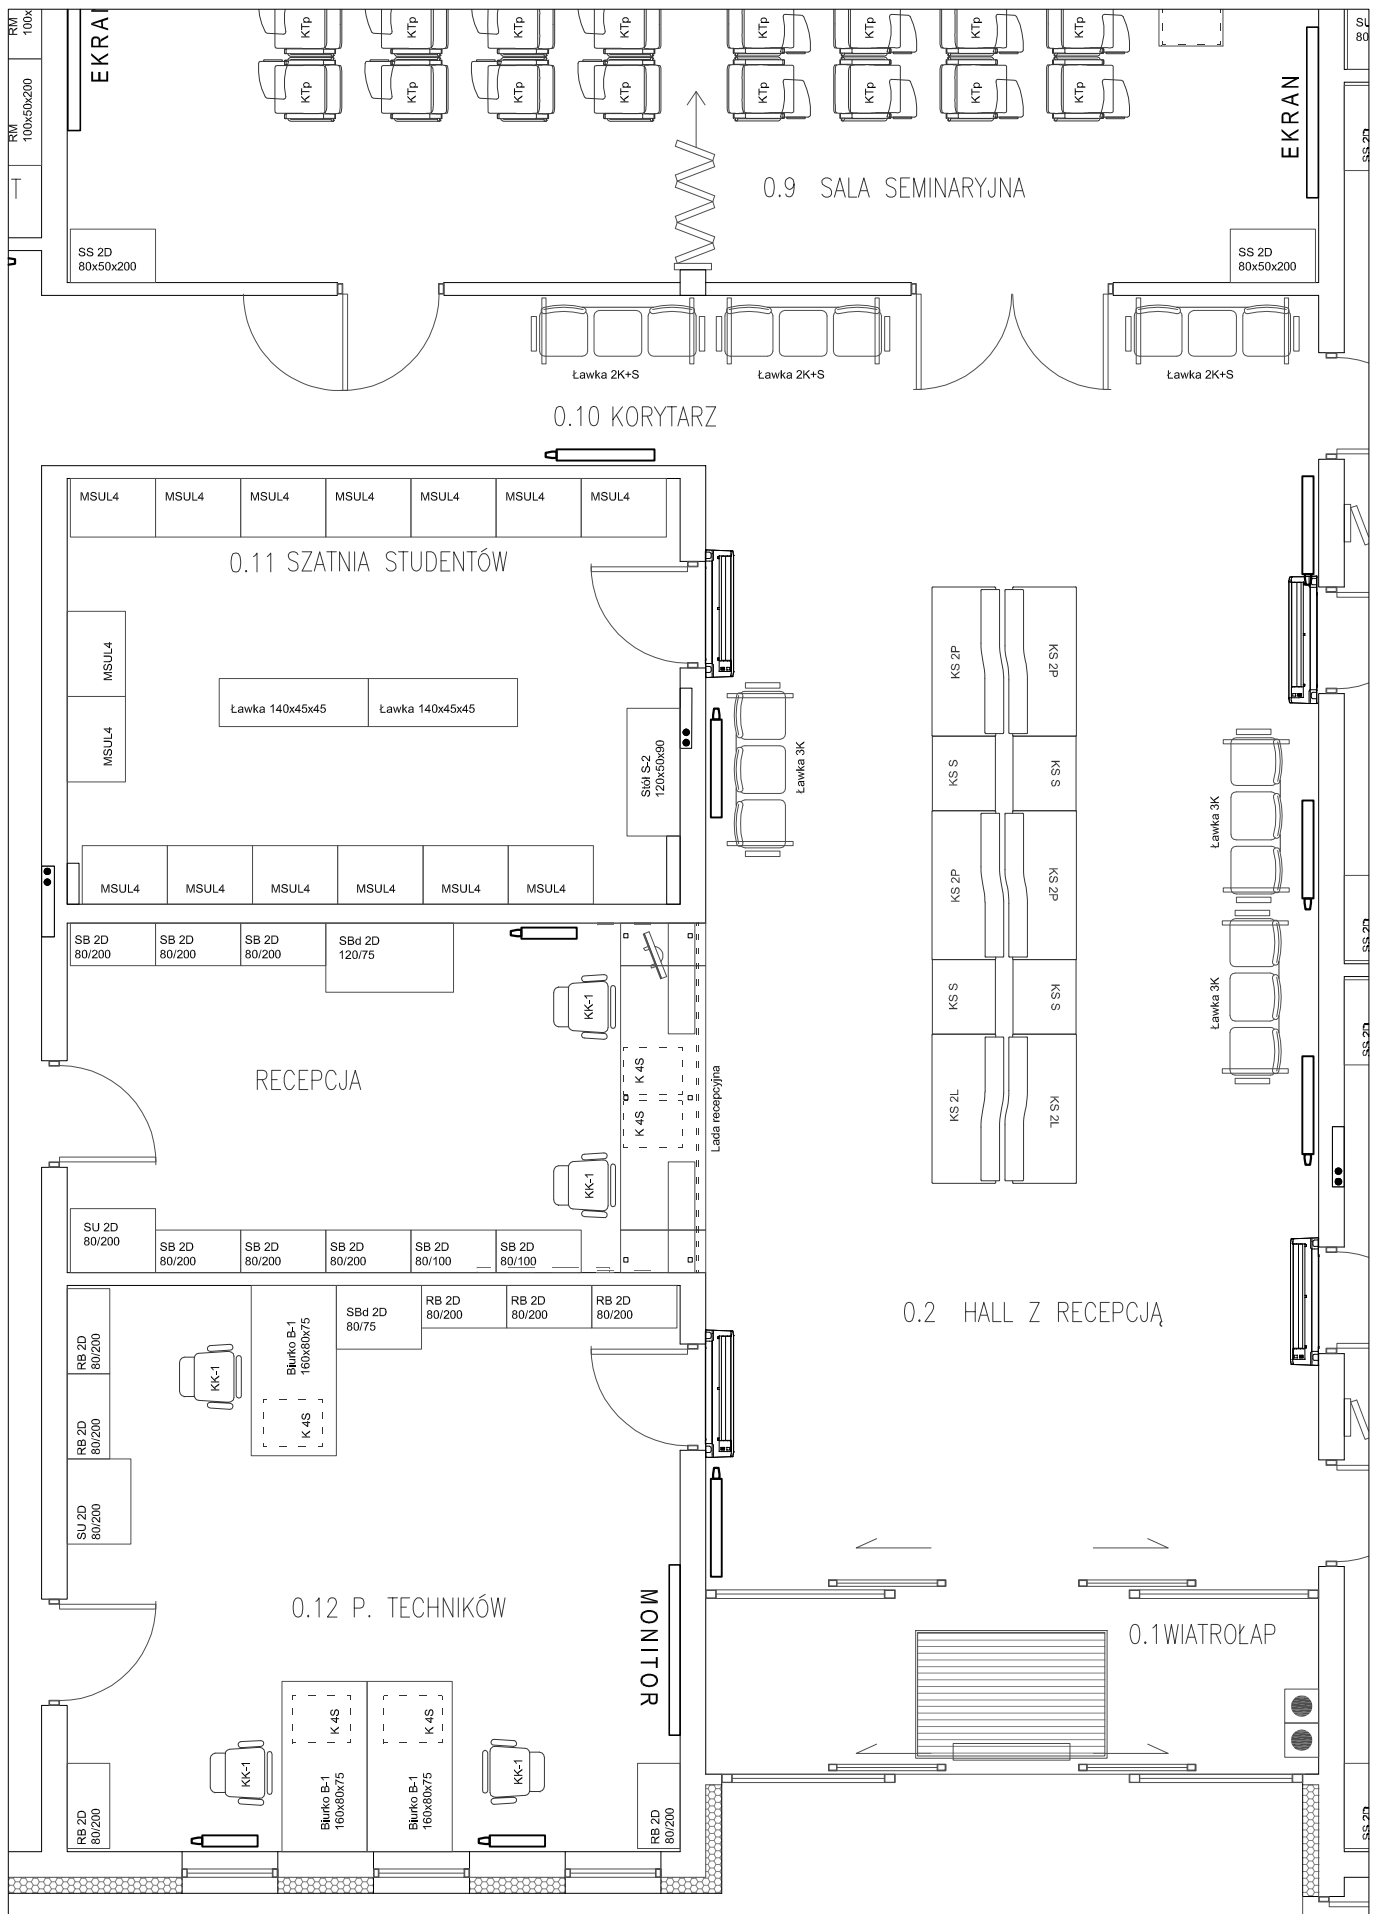 RM
100x
EKRAN
KTp
KTp
KTp
KTp
KTp
KTp
KTp
KTp
SU
80
RM
100x50x200
KTp
KTp
KTp
KTp
KTp
KTp
KTp
KTp
EKRAN
SS 2D
T
0.9 SALA SEMINARYJNA
SS 2D
80x50x200
SS 2D
80x50x200
Ławka 2K+S
Ławka 2K+S
Ławka 2K+S
0.10 KORYTARZ
MSUL4
MSUL4
MSUL4
MSUL4
MSUL4
MSUL4
MSUL4
0.11 SZATNIA STUDENTÓW
MSUL4
MSUL4
Ławka 140x45x45
Ławka 140x45x45
Stół S-2
120x50x90
Ławka 3K
MSUL4
MSUL4
MSUL4
MSUL4
MSUL4
MSUL4
KS 2P
KS 2P
KS S
KS S
KS 2P
KS 2P
KS S
KS S
KS 2L
KS 2L
Ławka 3K
Ławka 3K
SS 2D
SS 2D
SB 2D
80/200
SB 2D
80/200
SB 2D
80/200
SBd 2D
120/75
KK-1
K 4S
K 4S
KK-1
Lada recepcyjna
RECEPCJA
SU 2D
80/200
SB 2D
80/200
SB 2D
80/200
SB 2D
80/200
SB 2D
80/100
SB 2D
80/100
0.2 HALL Z RECEPCJĄ
RB 2D
80/200
RB 2D
80/200
SU 2D
80/200
KK-1
Biurko B-1
160x80x75
K 4S
SBd 2D
80/75
RB 2D
80/200
RB 2D
80/200
RB 2D
80/200
0.12 P. TECHNIKÓW
MONITOR
0.1WIATROŁAP
K 4S
K 4S
KK-1
KK-1
Biurko B-1
160x80x75
Biurko B-1
160x80x75
RB 2D
80/200
RB 2D
80/200
SS 2D